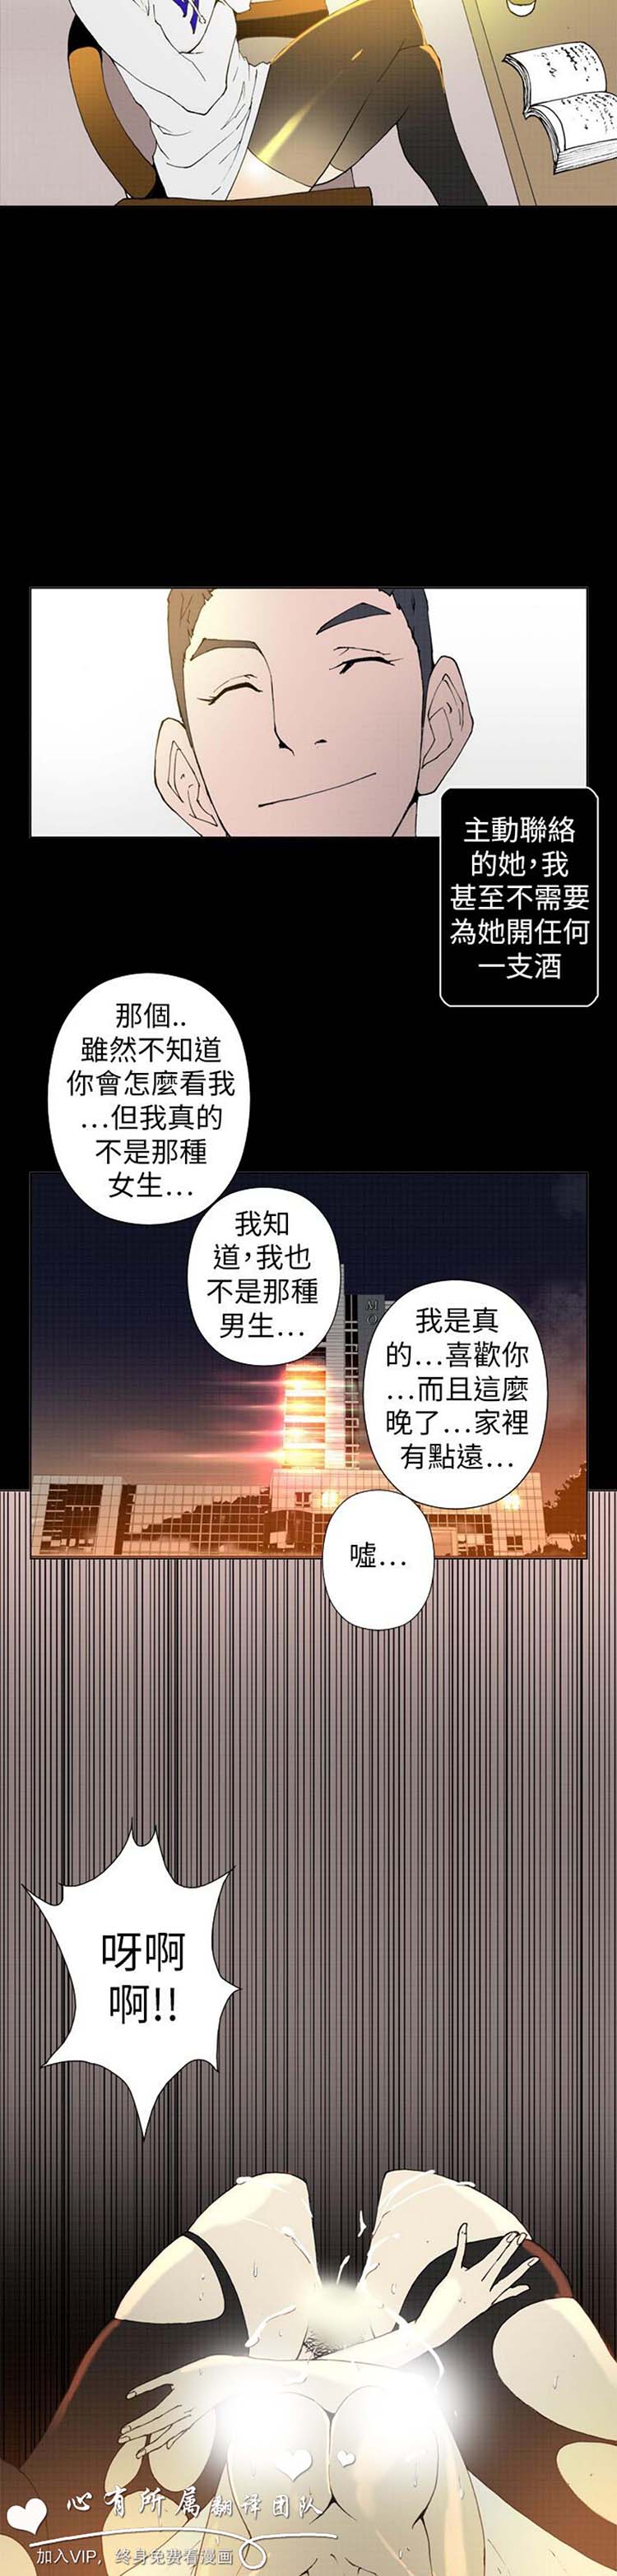 主動聯絡
的她，我
甚至不需要
為她開任何
一支酒
那個..
雖然不知道
你會怎麼看我
...但我真的
不是那種
女生...
我知
道，我也
不是那種
男生...
MO
我是真
的...喜歡你
...而且這麼
晚了...家裡
有點遠...
噓...
呀啊
啊!!
心有所属翻译团队
加入VIP，终身免费看漫画